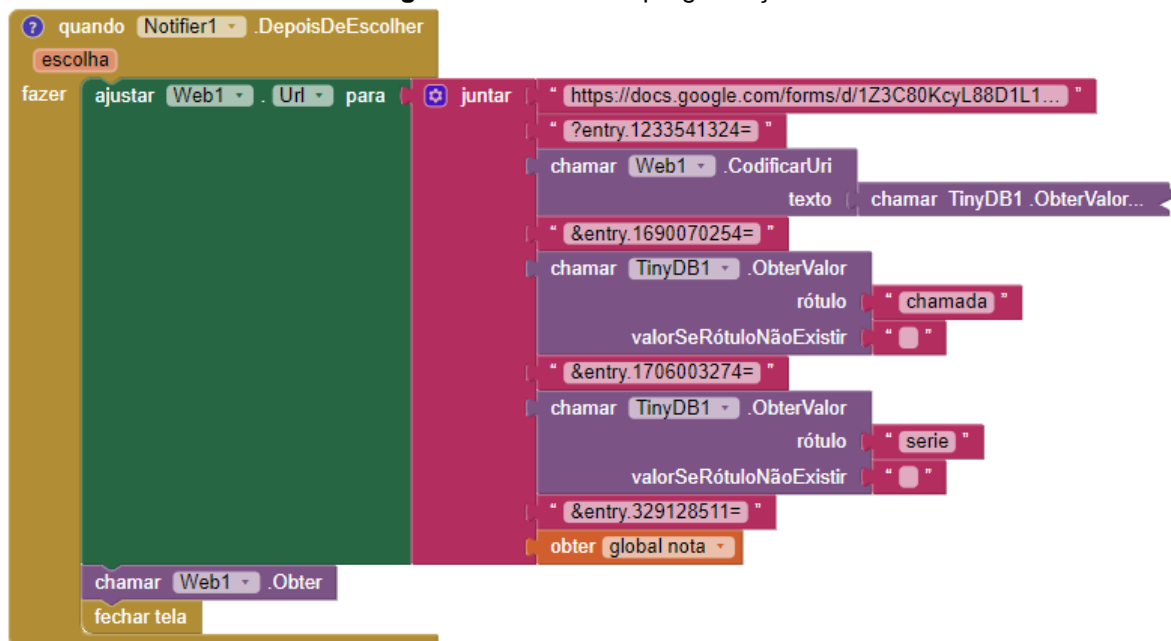 quando Notifier1 .DepoisDeEscolher
escolha
fazer ajustar Web1 . Url para juntar " https://docs.google.com/forms/d/1Z3C80KcyL88D1L1... "
" ?entry.1233541324= "
chamar Web1 .CodificarUri
texto chamar TinyDB1 .ObterValor...
" &entry.1690070254= "
chamar TinyDB1 .ObterValor
rótulo " chamada "
valorSeRótuloNãoExistir " "
" &entry.1706003274= "
chamar TinyDB1 .ObterValor
rótulo " serie "
valorSeRótuloNãoExistir " "
" &entry.329128511= "
obter global nota
chamar Web1 .Obter
fechar tela